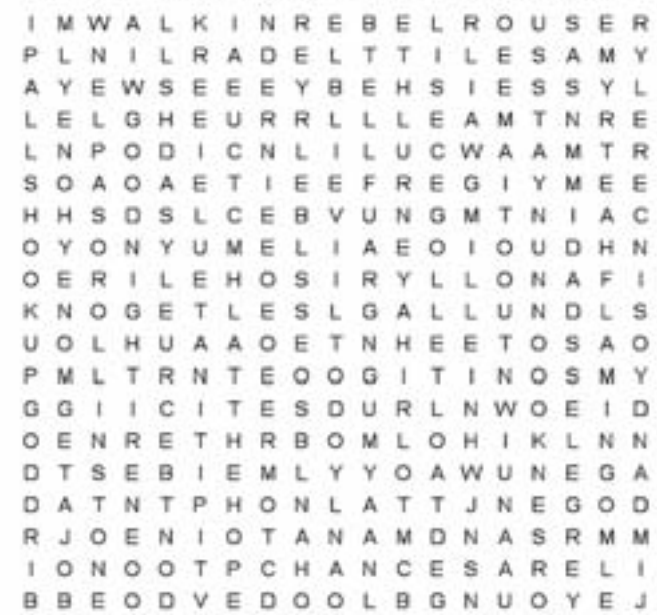 I M W A L K I N R E B E L R O U S E R
P L N I L R A D E L T T I L E S A M Y
A Y E W S E E E Y B E H S I E S S Y L
L E L G H E U R R L L L E A M T N R E
L N P O D I C N L I L U C W A A M T R
S O A O A E T I E E F R E G I Y M E E
H H S D S L C E B V U N G M T N I A C
O Y O N Y U M E L I A E O I O U D H N
O E R I L E H O S I R Y L L O N A F I
K N O G E T L E S L G A L L U N D L S
U O L H U A A O E T N H E E T O S A O
P M L T R N T E O O G I T I N O S M Y
G G I I C I T E S D U R L N W O E I D
O E N R E T H R B O M L O H I K L N N
D T S E B I E M L Y Y O A W U N E G A
D A T N T P H O N L A T T J N E G O D
R J O E N I O T A N A M D N A S R M M
I O N O O T P C H A N C E S A R E L I
B B E O D V E D O O L B G N U O Y E J